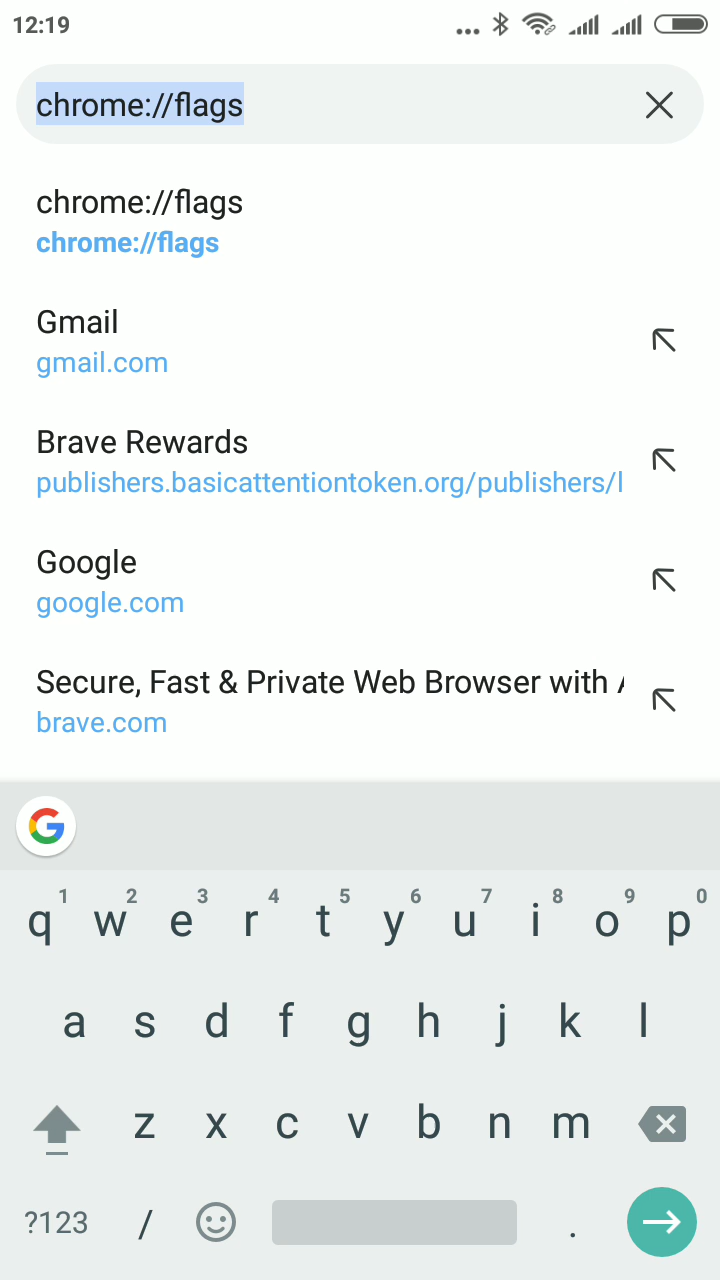 12:19
chrome://flags
chrome://flags
chrome://flags
Gmail
gmail.com
Brave Rewards
publishers.basicattentiontoken.org/publishers/l
Google
google.com
Secure, Fast & Private Web Browser with
brave.com
G
1 2 3 4 5 6 7 8 9 0
q w e r t y u i o p
a s d f g h j k l
z x c v b n m
?123 / .